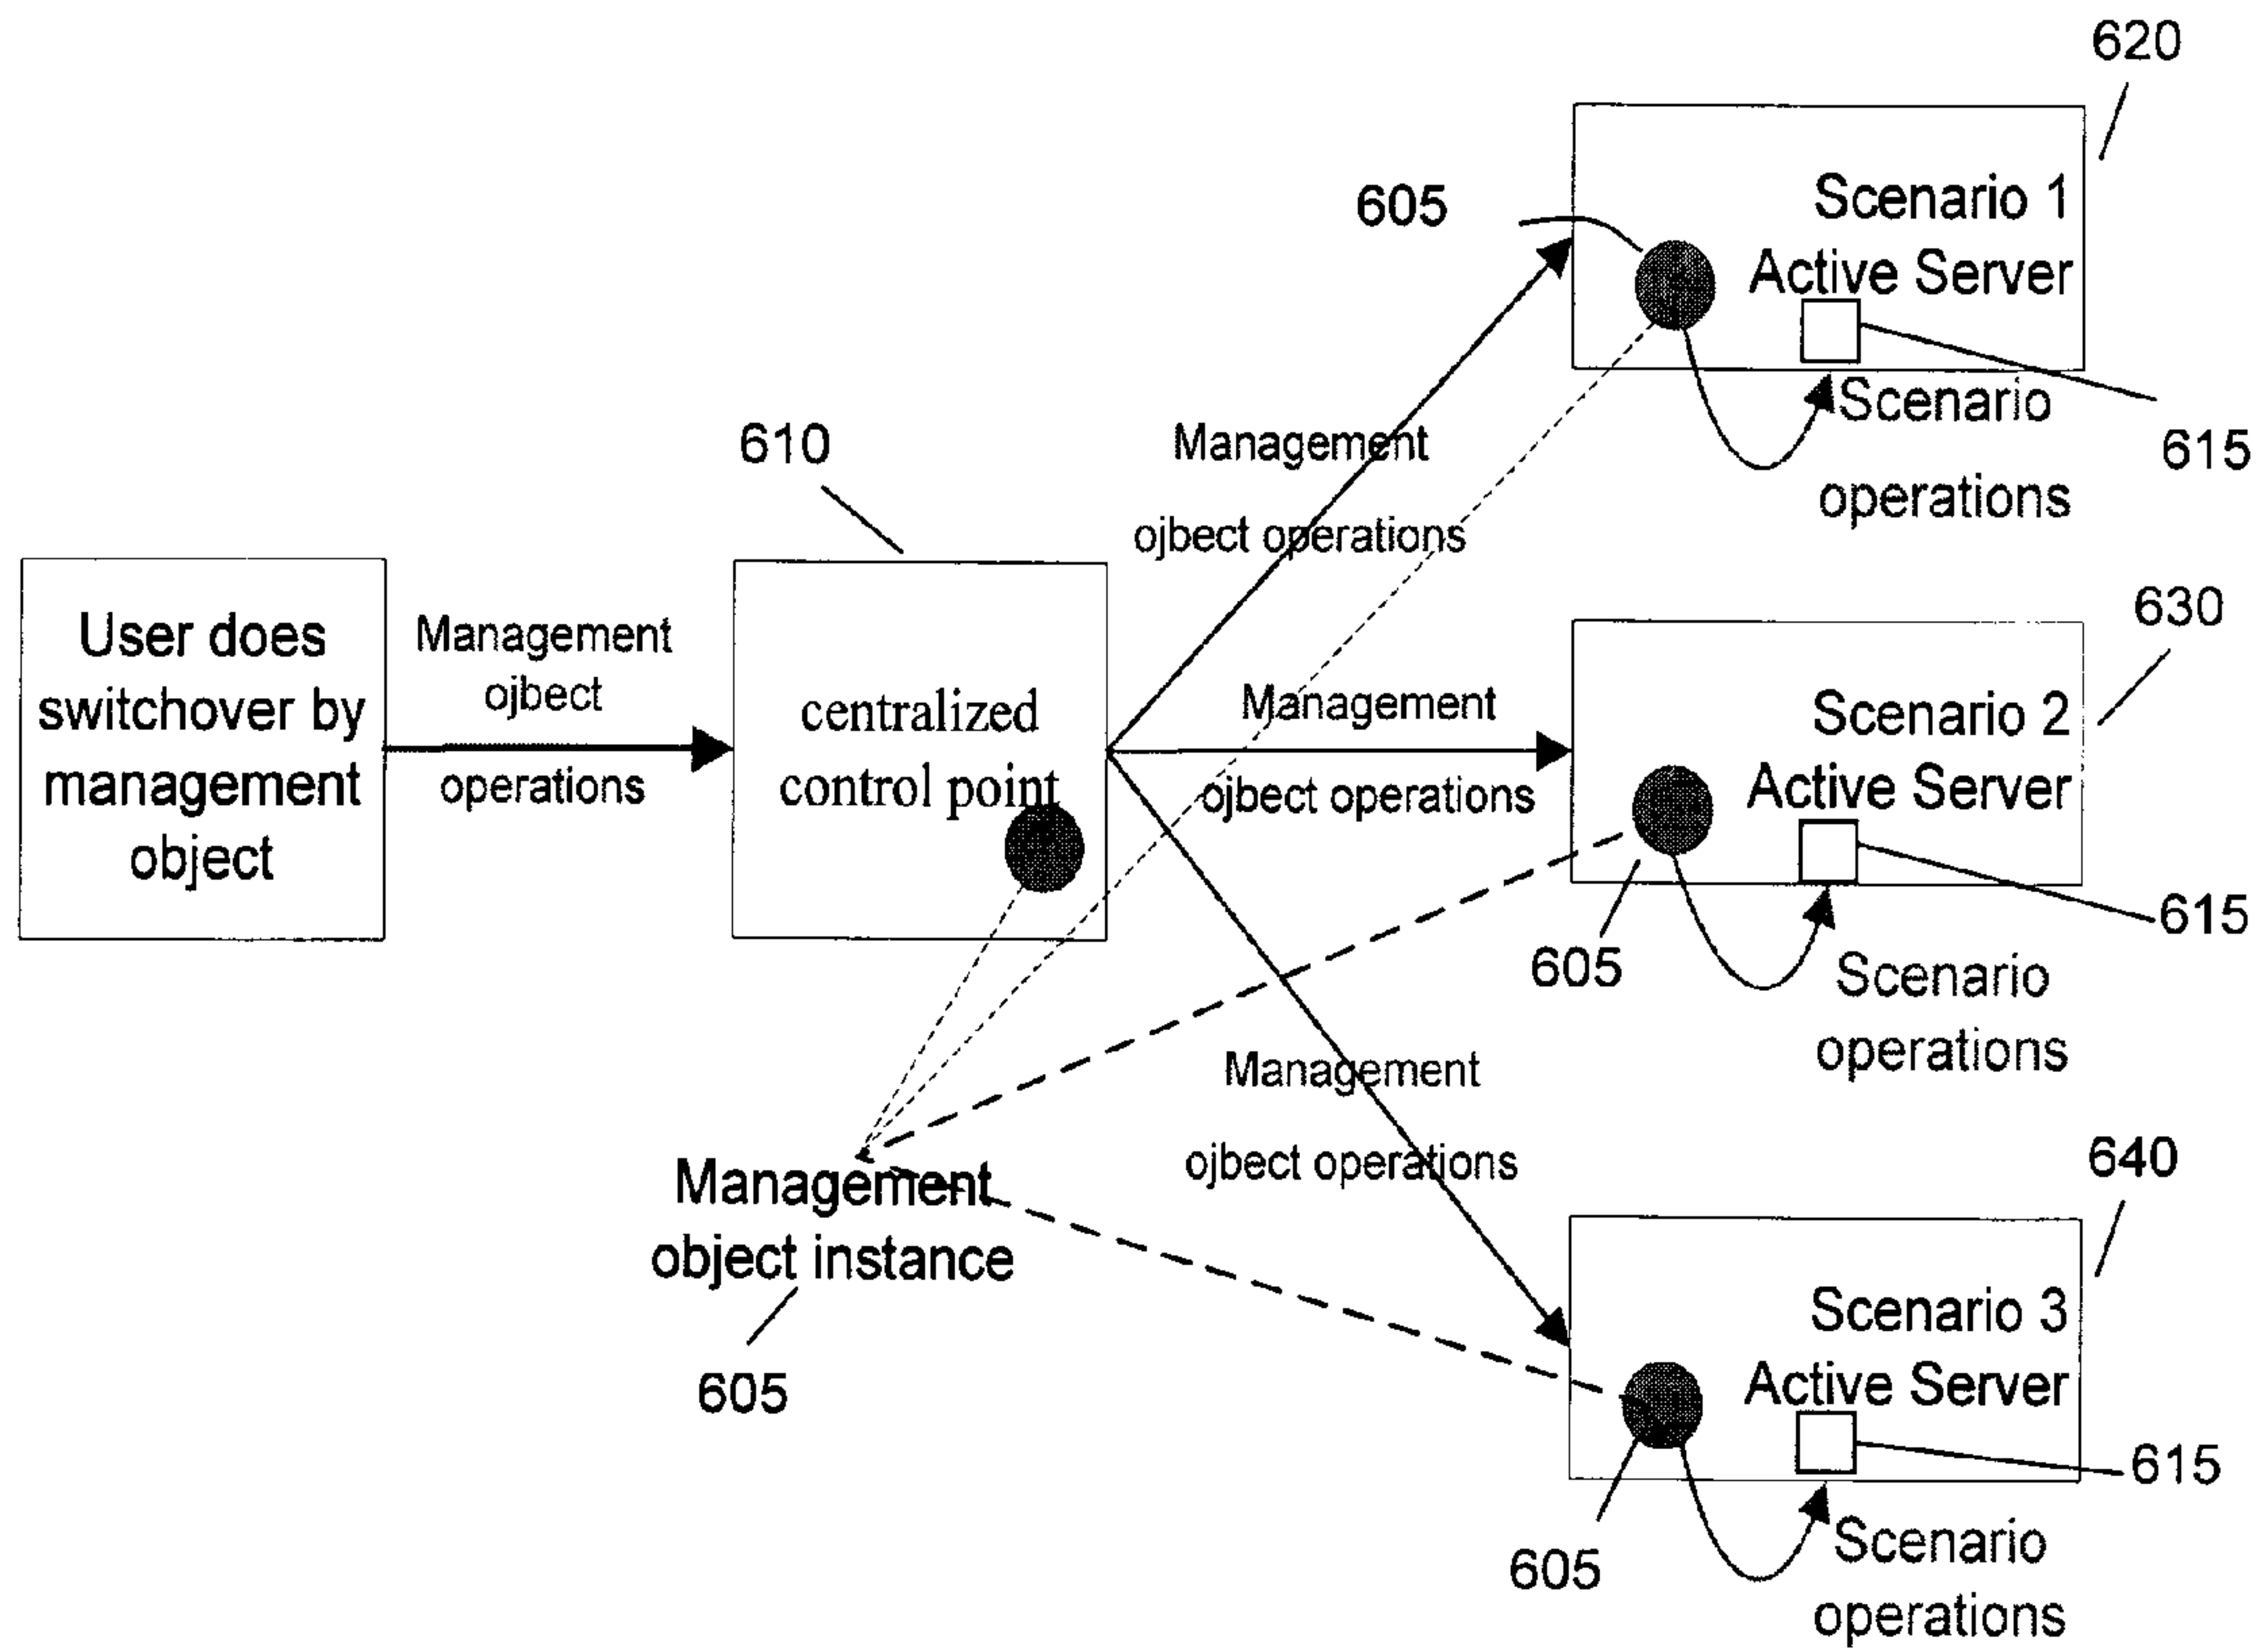 620
605
Scenario 1
Active Server
Scenario
operations
615
610
Management
ojbect operations
User does
switchover by
management
object
Management
ojbect
operations
centralized
control point
Management
ojbect operations
630
Scenario 2
Active Server
615
605
Scenario
operations
Management
ojbect operations
Management
object instance
605
640
Scenario 3
Active Server
615
605
Scenario
operations